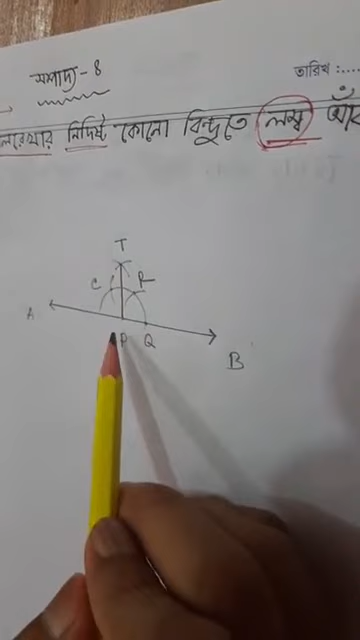 সম্পাদ্য - ৪
তারিখ :.....
নির্দিষ্ট কোনো বিন্দুতে লম্ব
T
C R
A
P Q
B